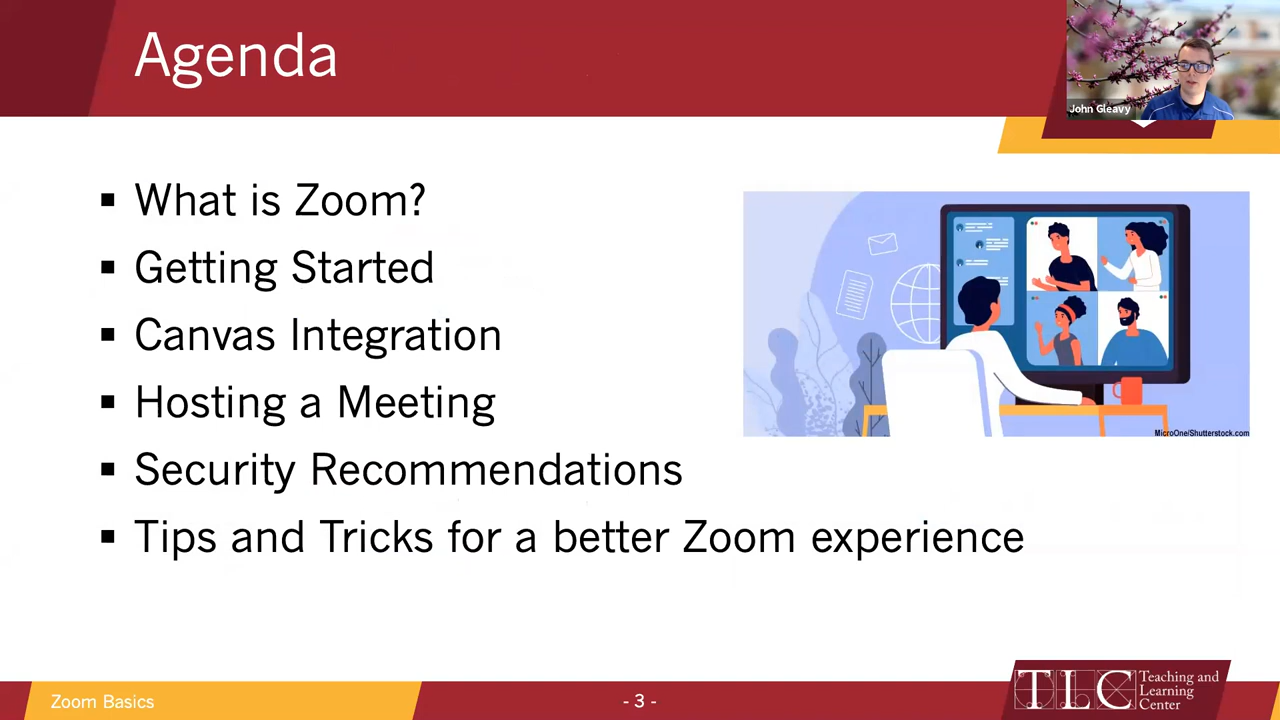 Agenda
John Gleavy
▪ What is Zoom?
▪ Getting Started
▪ Canvas Integration
▪ Hosting a Meeting
▪ Security Recommendations
▪ Tips and Tricks for a better Zoom experience
MicroOne/Shutterstock.com
Zoom Basics
- 3 -
TLC
Teaching and
Learning
Center